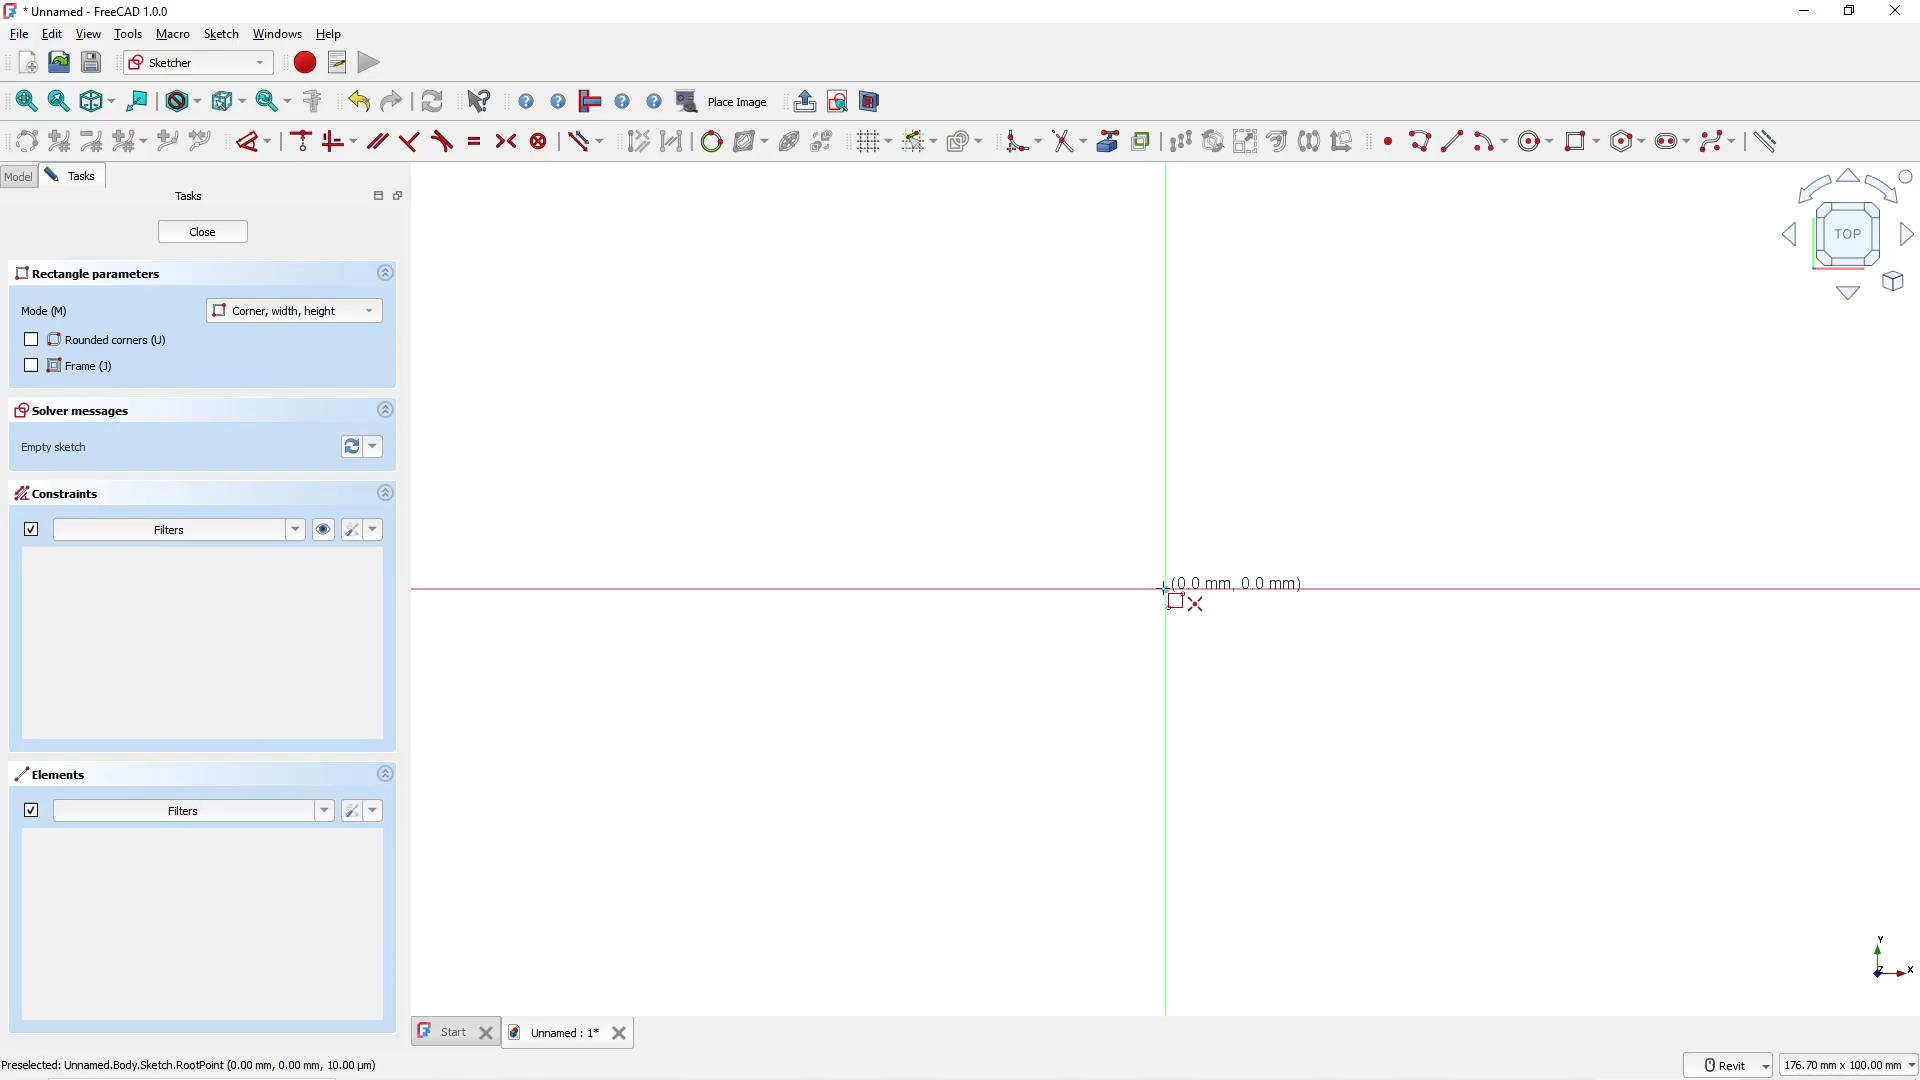 * Unnamed - FreeCAD 1.0.0
File Edit View Tools Macro Sketch Windows Help
Sketcher
Place Image
Model Tasks
Tasks
Close
Rectangle parameters
Mode (M) Corner, width, height
Rounded corners (U)
Frame (J)
Solver messages
Empty sketch
Constraints
Filters
Elements
Filters
TOP
(0.0 mm, 0.0 mm)
Y
Z X
Start Unnamed : 1*
Preselected: Unnamed.Body.Sketch.RootPoint (0.00 mm, 0.00 mm, 10.00 µm)
Revit 176.70 mm x 100.00 mm